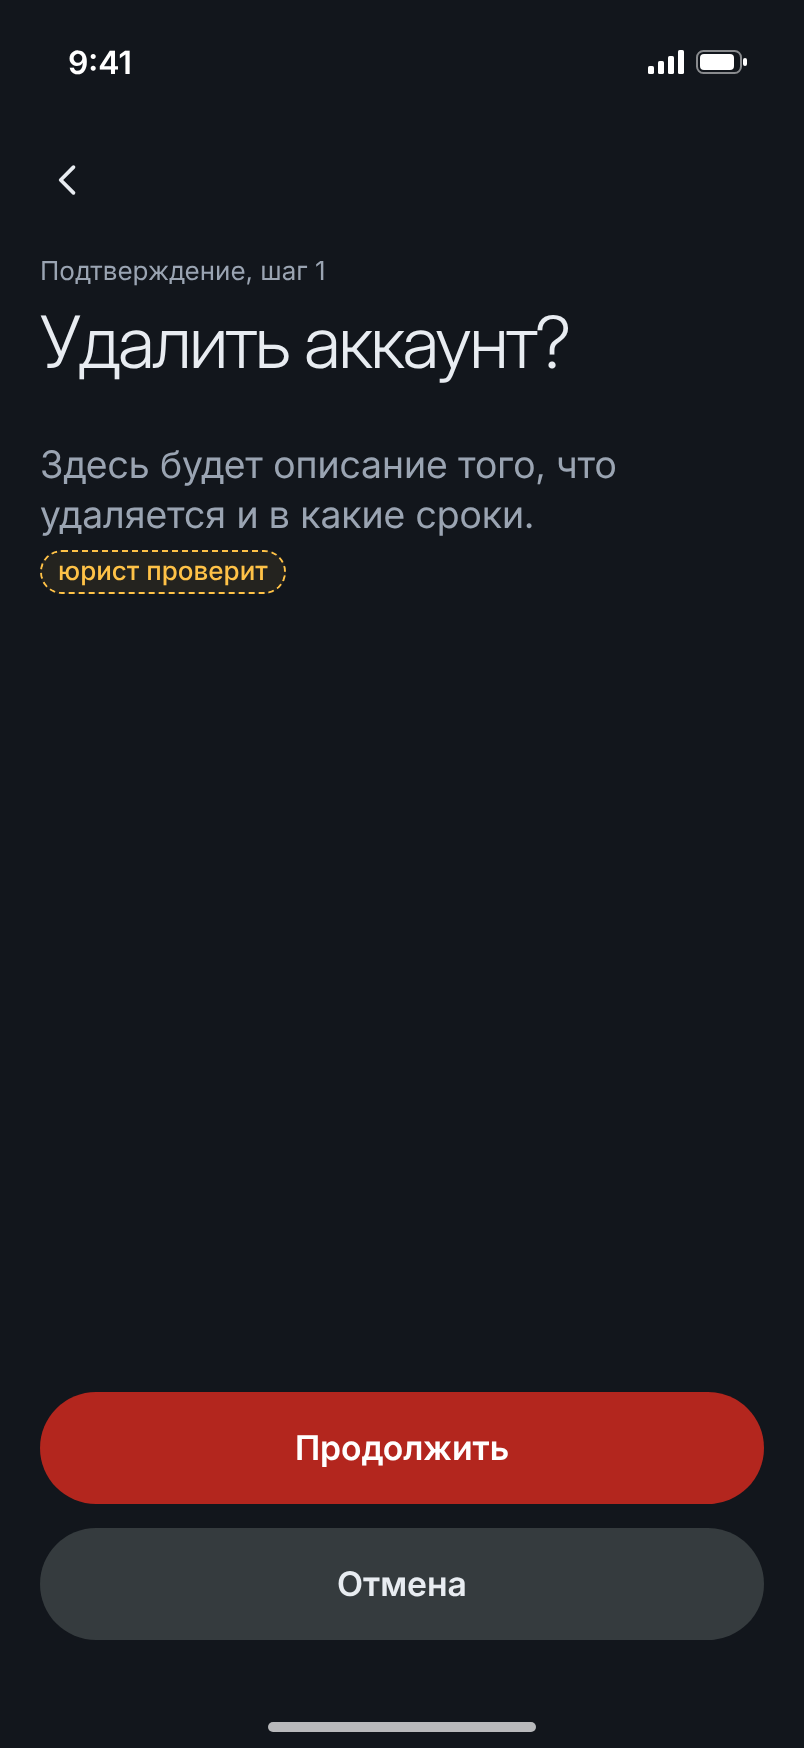 9:41
Подтверждение, шаг 1
Удалить аккаунт?
Здесь будет описание того, что
удаляется и в какие сроки.
юрист проверит
Продолжить
Отмена